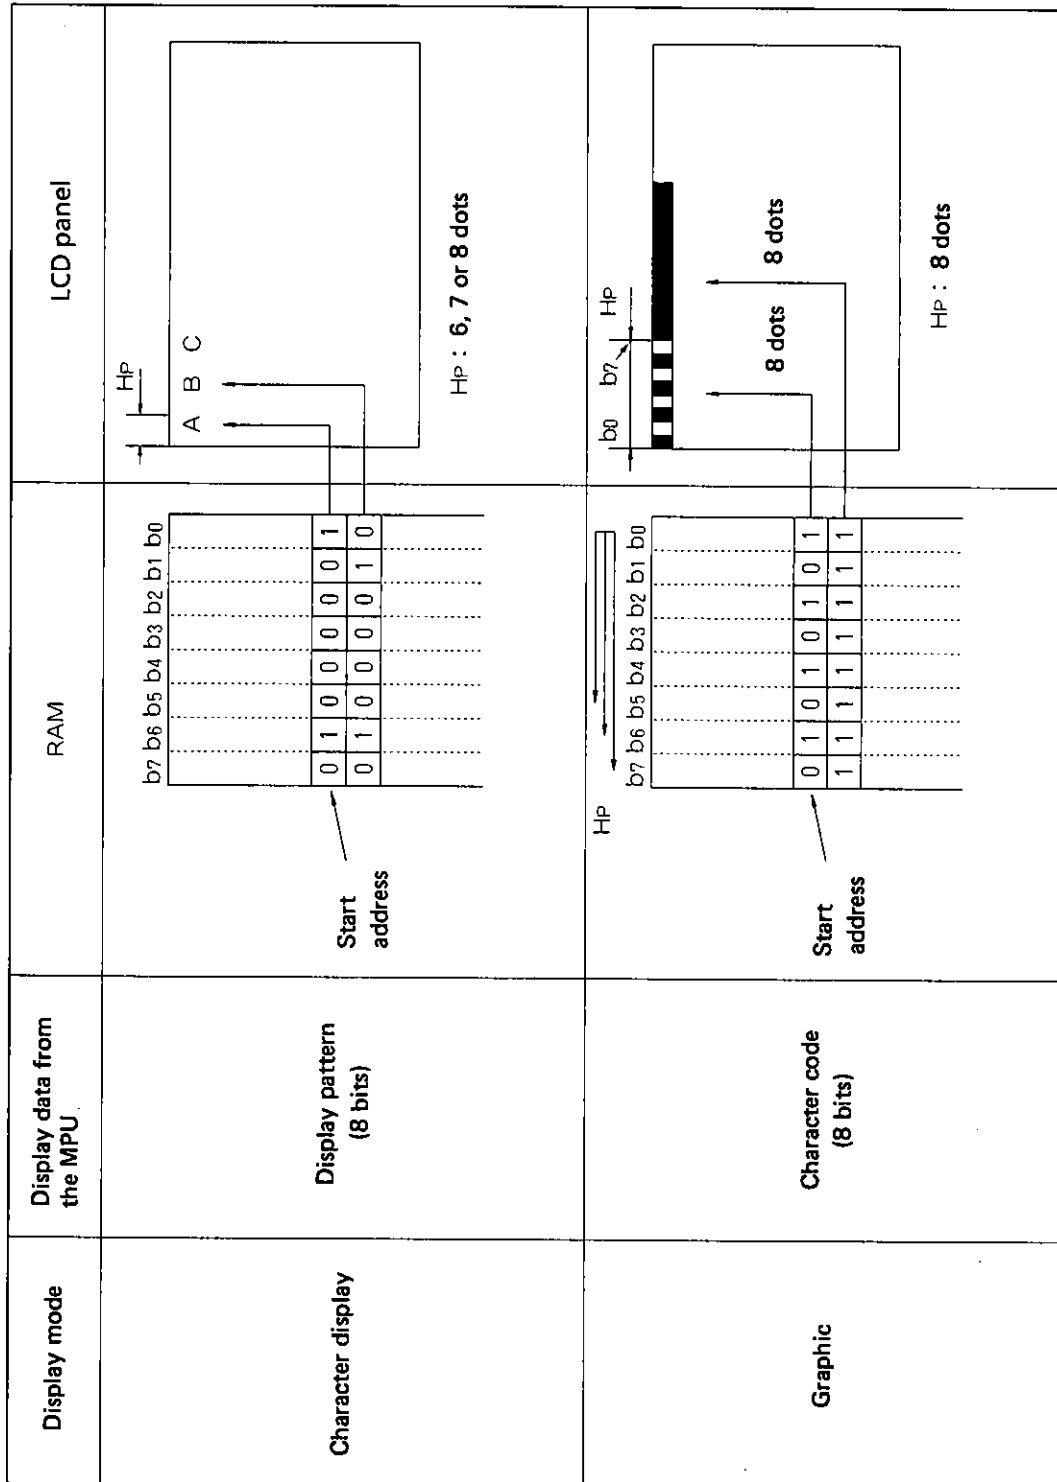 Display mode
Display data from
the MPU
RAM
LCD panel
Character display
Display pattern
(8 bits)
b7 b6 b5 b4 b3 b2 b1 b0
0 1 0 0 0 0 0 1
0 1 0 0 0 0 1 0
Start
address
HP
A B C
HP : 6, 7 or 8 dots
Graphic
Character code
(8 bits)
HP
b7 b6 b5 b4 b3 b2 b1 b0
0 1 0 1 0 1 0 1
1 1 1 1 1 1 1 1
Start
address
b0 b7 HP
8 dots 8 dots
HP : 8 dots